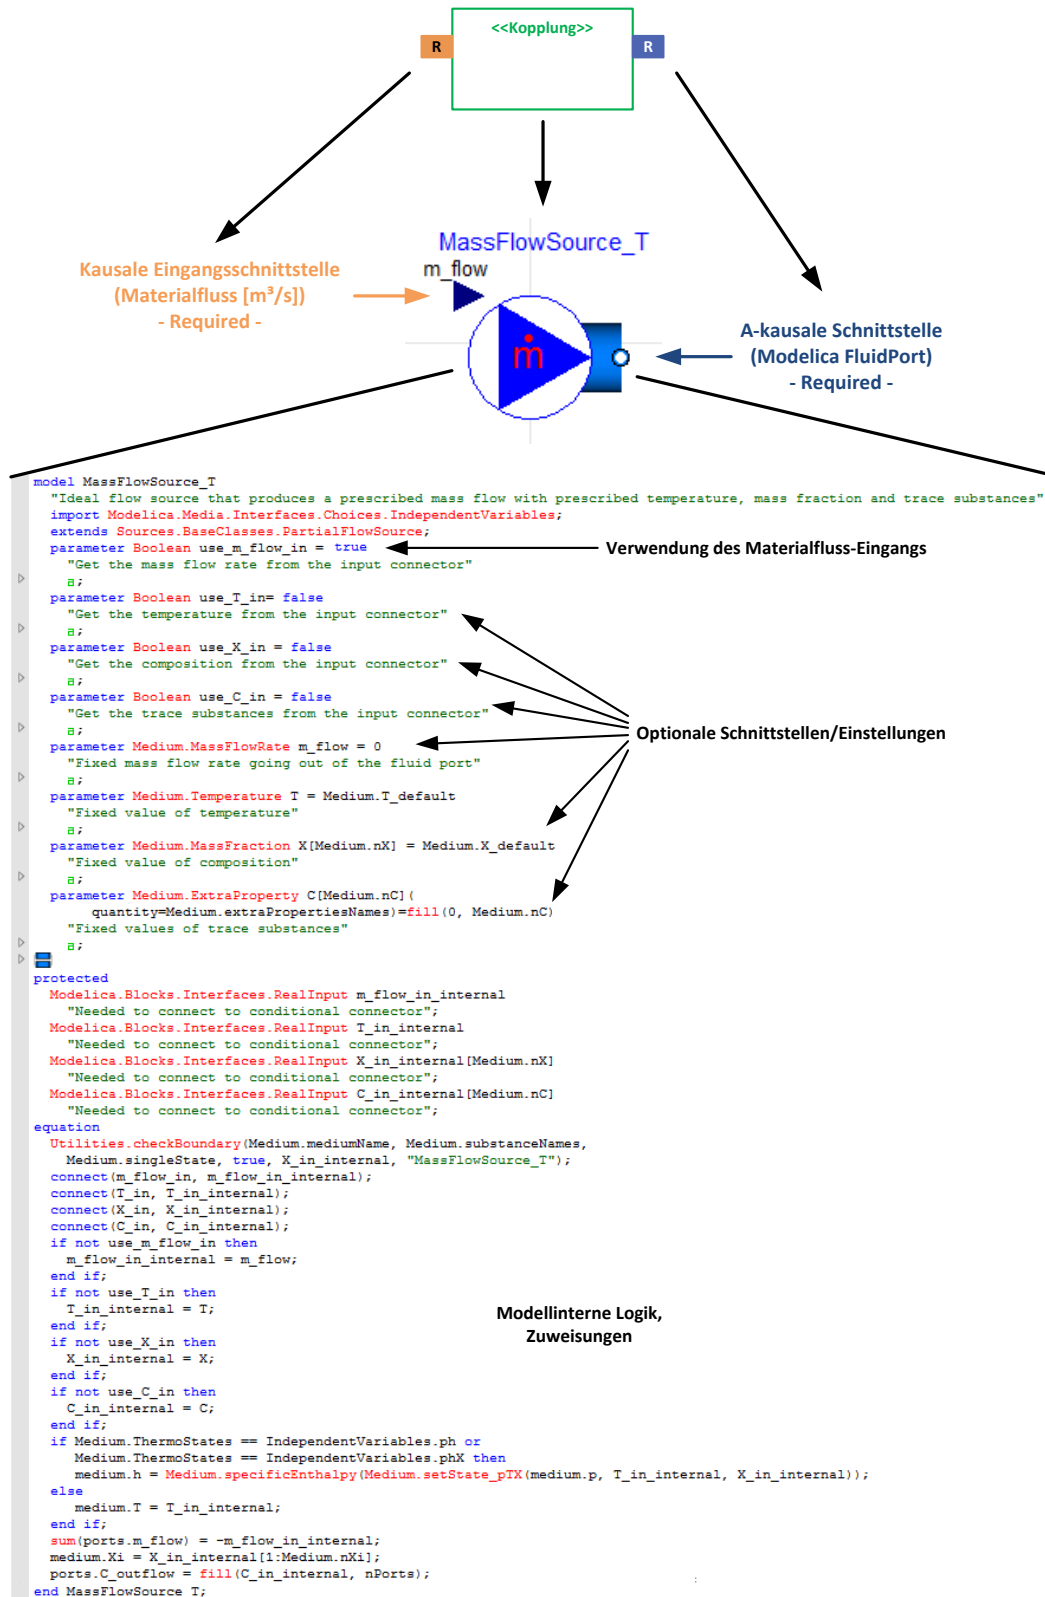 <<Kopplung>>
R
R
MassFlowSource_T
m_flow
Kausale Eingangsschnittstelle
(Materialfluss [m³/s])
- Required -
ṁ
A-kausale Schnittstelle
(Modelica FluidPort)
- Required -
model MassFlowSource_T
"Ideal flow source that produces a prescribed mass flow with prescribed temperature, mass fraction and trace substances"
import Modelica.Media.Interfaces.Choices.IndependentVariables;
extends Sources.BaseClasses.PartialFlowSource;
parameter Boolean use_m_flow_in = true
Verwendung des Materialfluss-Eingangs
"Get the mass flow rate from the input connector"
a;
parameter Boolean use_T_in= false
"Get the temperature from the input connector"
a;
parameter Boolean use_X_in = false
"Get the composition from the input connector"
a;
parameter Boolean use_C_in = false
"Get the trace substances from the input connector"
a;
Optionale Schnittstellen/Einstellungen
parameter Medium.MassFlowRate m_flow = 0
"Fixed mass flow rate going out of the fluid port"
a;
parameter Medium.Temperature T = Medium.T_default
"Fixed value of temperature"
a;
parameter Medium.MassFraction X[Medium.nX] = Medium.X_default
"Fixed value of composition"
a;
parameter Medium.ExtraProperty C[Medium.nC](
quantity=Medium.extraPropertiesNames)=fill(0, Medium.nC)
"Fixed values of trace substances"
a;
protected
Modelica.Blocks.Interfaces.RealInput m_flow_in_internal
"Needed to connect to conditional connector";
Modelica.Blocks.Interfaces.RealInput T_in_internal
"Needed to connect to conditional connector";
Modelica.Blocks.Interfaces.RealInput X_in_internal[Medium.nX]
"Needed to connect to conditional connector";
Modelica.Blocks.Interfaces.RealInput C_in_internal[Medium.nC]
"Needed to connect to conditional connector";
equation
Utilities.checkBoundary(Medium.mediumName, Medium.substanceNames,
Medium.singleState, true, X_in_internal, "MassFlowSource_T");
connect(m_flow_in, m_flow_in_internal);
connect(T_in, T_in_internal);
connect(X_in, X_in_internal);
connect(C_in, C_in_internal);
if not use_m_flow_in then
m_flow_in_internal = m_flow;
end if;
if not use_T_in then
T_in_internal = T;
end if;
Modellinterne Logik,
Zuweisungen
if not use_X_in then
X_in_internal = X;
end if;
if not use_C_in then
C_in_internal = C;
end if;
if Medium.ThermoStates == IndependentVariables.ph or
Medium.ThermoStates == IndependentVariables.phX then
medium.h = Medium.specificEnthalpy(Medium.setState_pTX(medium.p, T_in_internal, X_in_internal));
else
medium.T = T_in_internal;
end if;
sum(ports.m_flow) = -m_flow_in_internal;
medium.Xi = X_in_internal[1:Medium.nXi];
ports.C_outflow = fill(C_in_internal, nPorts);
end MassFlowSource_T;